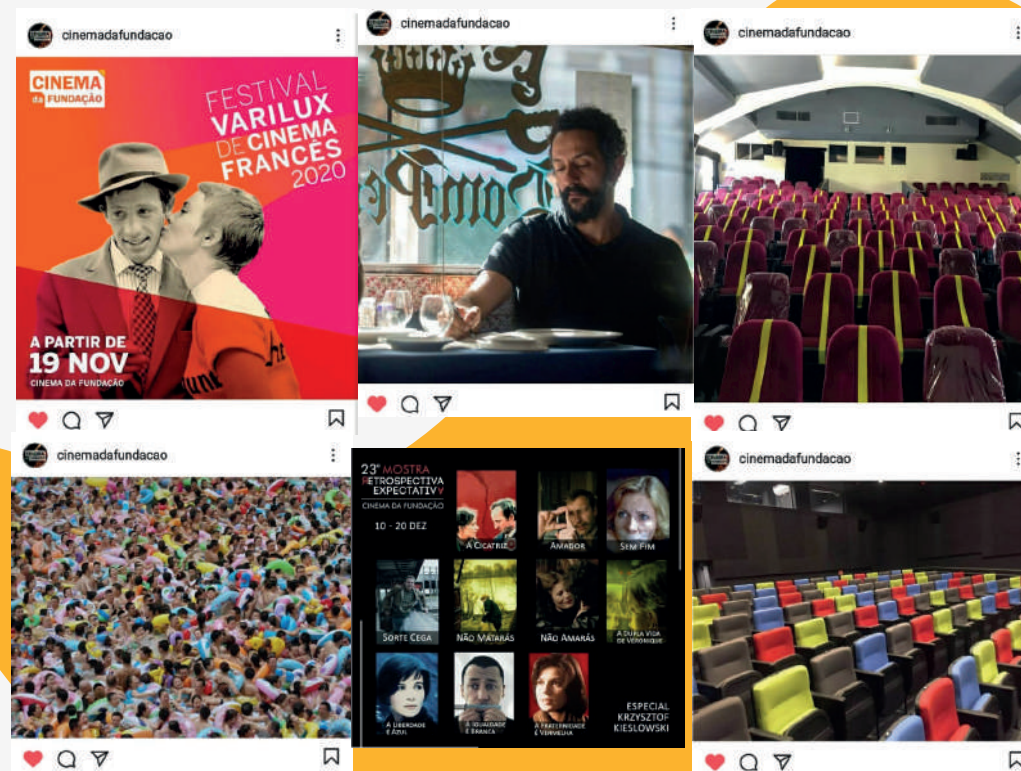 cinemadafundacao
CINEMA
da FUNDAÇÃO
FESTIVAL
VARILUX
DE CINEMA
FRANCÊS
2020
A PARTIR DE
19 NOV
CINEMA DA FUNDAÇÃO
cinemadafundacao
cinemadafundacao
cinemadafundacao
23ª MOSTRA
RETROSPECTIVA
EXPECTATIVA
CINEMA DA FUNDAÇÃO
10 - 20 DEZ
A CICATRIZ
AMADOR
SEM FIM
SORTE CEGA
NÃO MATARÁS
NÃO AMARÁS
A DUPLA VIDA
DE VERONIQUE
A LIBERDADE
É AZUL
A IGUALDADE
É BRANCA
A FRATERNIDADE
É VERMELHA
ESPECIAL
KRZYSZTOF
KIESLOWSKI
cinemadafundacao